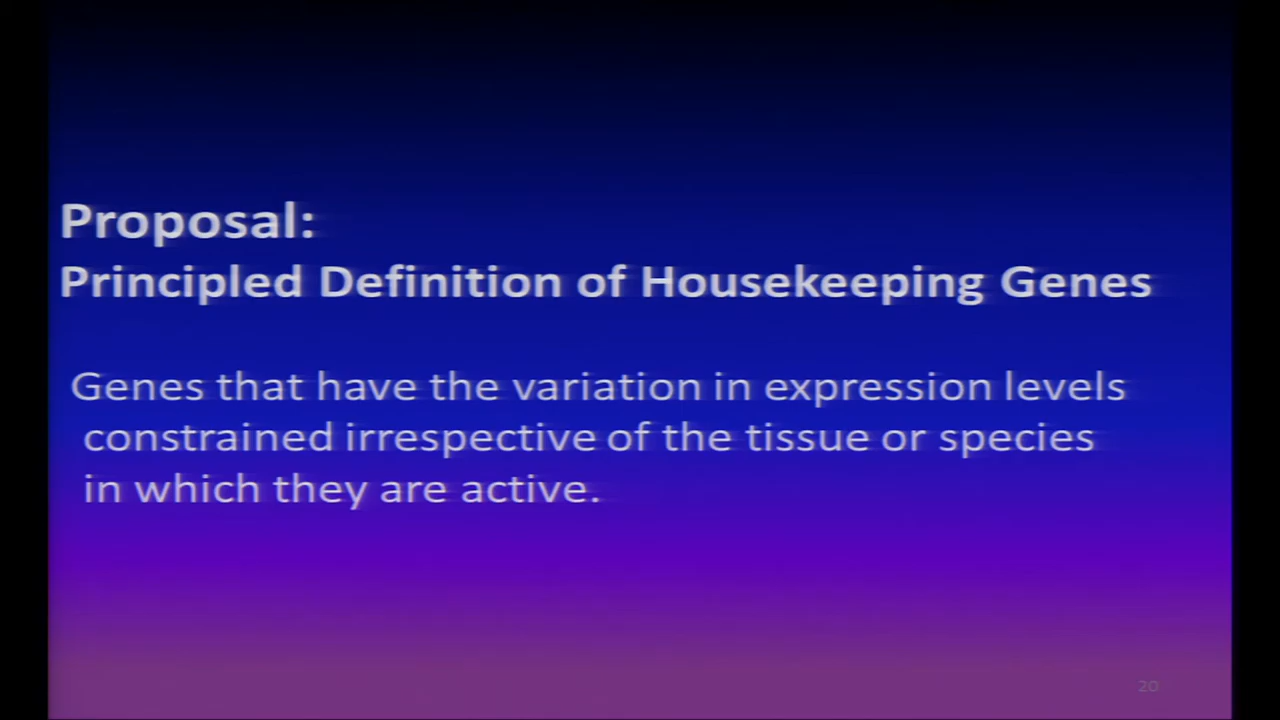 Proposal:
Principled Definition of Housekeeping Genes
Genes that have the variation in expression levels
constrained irrespective of the tissue or species
in which they are active.
20